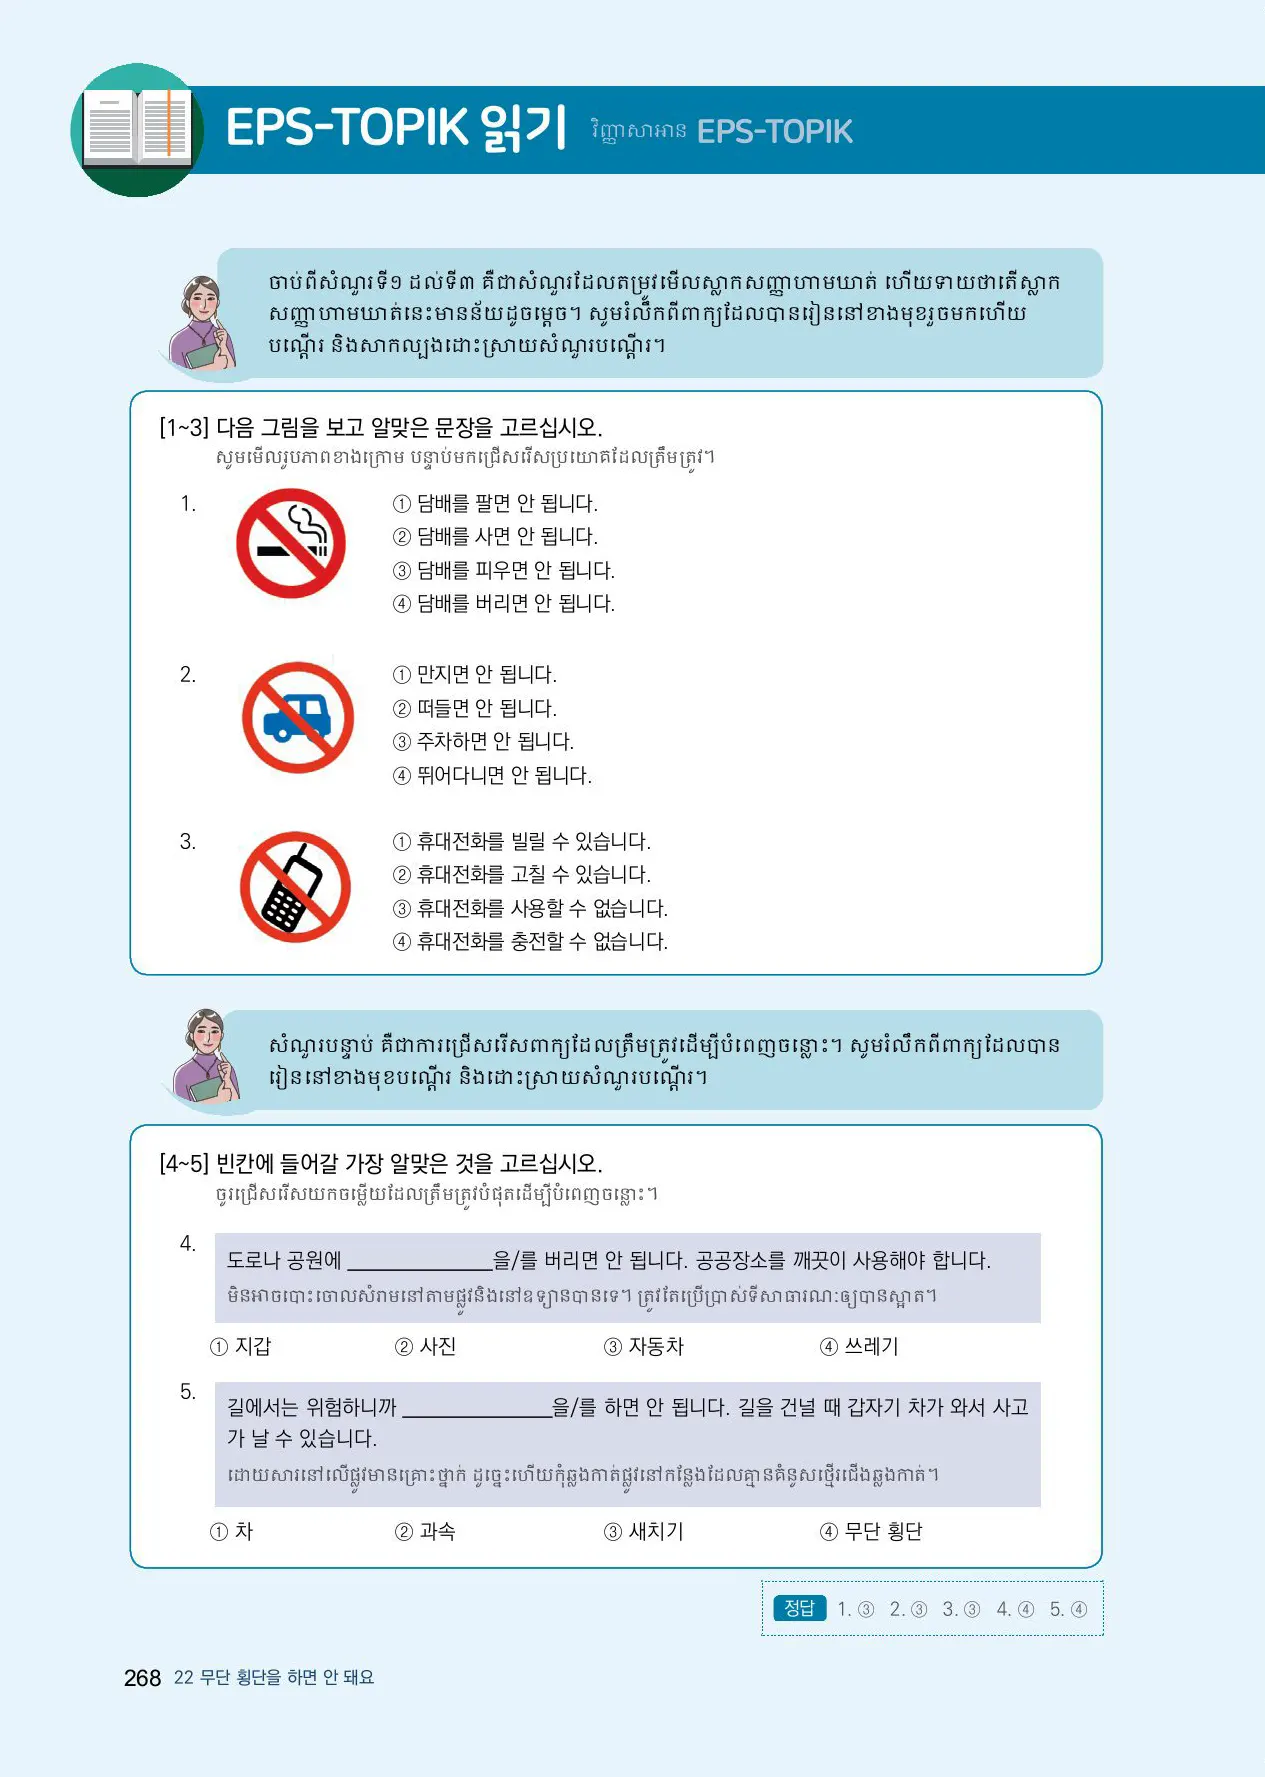 EPS-TOPIK 읽기 វិញ្ញាសាអាន EPS-TOPIK
ចាប់ពីសំណួរទី១ ដល់ទី៣ គឺជាសំណួរដែលតម្រូវមើលស្លាកសញ្ញាហាមឃាត់ ហើយទាយថាតើស្លាក
សញ្ញាហាមឃាត់នេះមានន័យដូចម្តេច។ សូមរំលឹកពីពាក្យដែលបានរៀននៅខាងមុខរួចមកហើយ
បណ្តើរ និងសាកល្បងដោះស្រាយសំណួរបណ្តើរ។
[1~3] 다음 그림을 보고 알맞은 문장을 고르십시오.
សូមមើលរូបភាពខាងក្រោម បន្ទាប់មកជ្រើសរើសប្រយោគដែលត្រឹមត្រូវ។
1.
① 담배를 팔면 안 됩니다.
② 담배를 사면 안 됩니다.
③ 담배를 피우면 안 됩니다.
④ 담배를 버리면 안 됩니다.
2.
① 만지면 안 됩니다.
② 떠들면 안 됩니다.
③ 주차하면 안 됩니다.
④ 뛰어다니면 안 됩니다.
3.
① 휴대전화를 빌릴 수 있습니다.
② 휴대전화를 고칠 수 있습니다.
③ 휴대전화를 사용할 수 없습니다.
④ 휴대전화를 충전할 수 없습니다.
សំណួរបន្ទាប់ គឺជាការជ្រើសរើសពាក្យដែលត្រឹមត្រូវដើម្បីបំពេញចន្លោះ។ សូមរំលឹកពីពាក្យដែលបាន
រៀននៅខាងមុខបណ្តើរ និងដោះស្រាយសំណួរបណ្តើរ។
[4~5] 빈칸에 들어갈 가장 알맞은 것을 고르십시오.
ចូរជ្រើសរើសយកចម្លើយដែលត្រឹមត្រូវបំផុតដើម្បីបំពេញចន្លោះ។
4.
도로나 공원에 ______________을/를 버리면 안 됩니다. 공공장소를 깨끗이 사용해야 합니다.
មិនអាចបោះចោលសំរាមនៅតាមផ្លូវនិងនៅឧទ្យានបានទេ។ ត្រូវតែប្រើប្រាស់ទីសាធារណៈឲ្យបានស្អាត។
① 지갑 ② 사진 ③ 자동차 ④ 쓰레기
5.
길에서는 위험하니까 ______________을/를 하면 안 됩니다. 길을 건널 때 갑자기 차가 와서 사고
가 날 수 있습니다.
ដោយសារនៅលើផ្លូវមានគ្រោះថ្នាក់ ដូច្នេះហើយកុំឆ្លងកាត់ផ្លូវនៅកន្លែងដែលគ្មានគំនូសថ្មើរជើងឆ្លងកាត់។
① 차 ② 과속 ③ 새치기 ④ 무단 횡단
정답 1. ③ 2. ③ 3. ③ 4. ④ 5. ④
268 22 무단 횡단을 하면 안 돼요